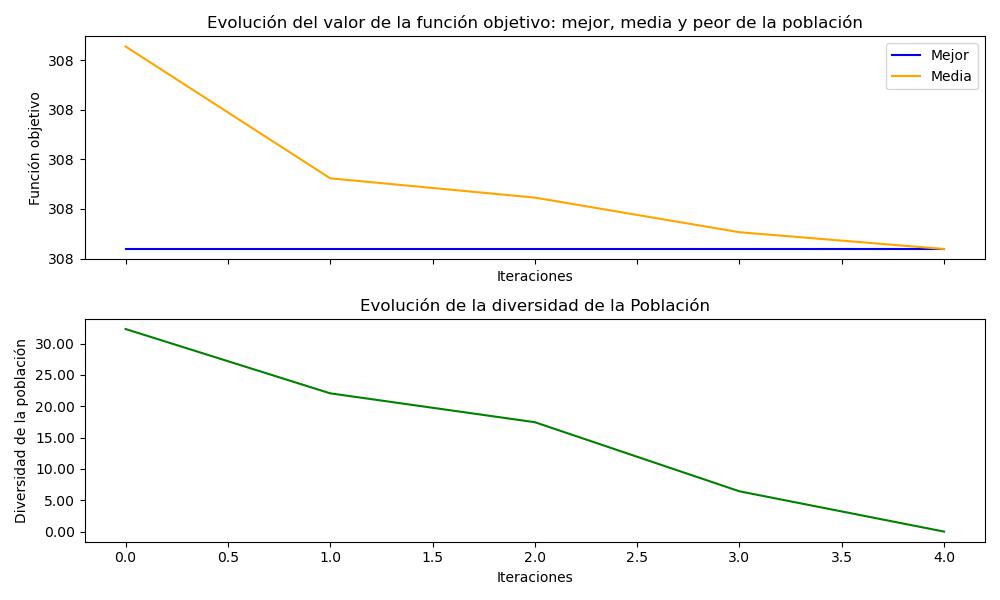 Evolución del valor de la función objetivo: mejor, media y peor de la población
Función objetivo
308
308
308
308
308
Mejor
Media
Iteraciones
Evolución de la diversidad de la Población
Diversidad de la población
30.00
25.00
20.00
15.00
10.00
5.00
0.00
0.0 0.5 1.0 1.5 2.0 2.5 3.0 3.5 4.0
Iteraciones